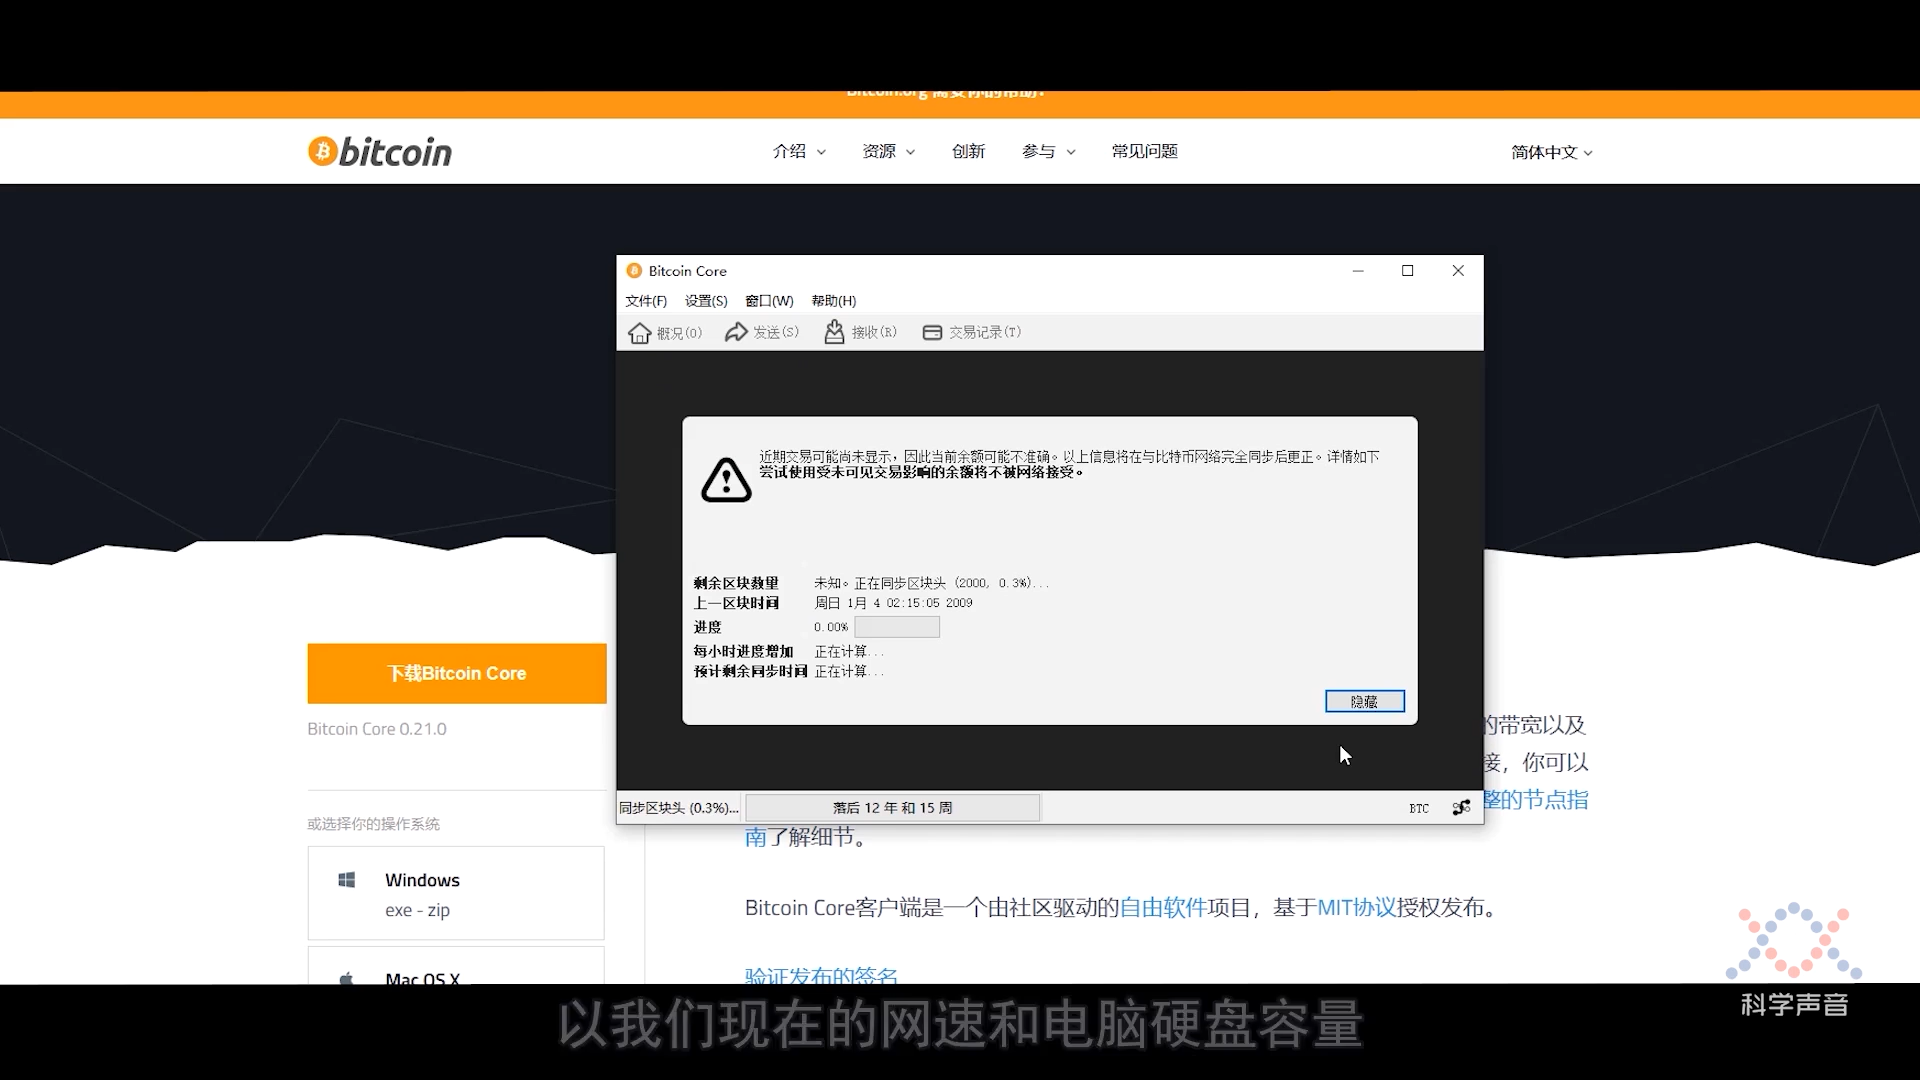 Bitcoin.org 需要你的帮助!
bitcoin
介绍
资源
创新
参与
常见问题
简体中文
Bitcoin Core
文件(F) 设置(S) 窗口(W) 帮助(H)
概况(O) 发送(S) 接收(R) 交易记录(T)
近期交易可能尚未显示，因此当前余额可能不准确。以上信息将在与比特币网络完全同步后更正。详情如下
尝试使用受未可见交易影响的余额将不被网络接受。
剩余区块数量 未知。正在同步区块头 (2000, 0.3%)...
上一区块时间 周日 1月 4 02:15:05 2009
进度 0.00%
每小时进度增加 正在计算...
预计剩余同步时间 正在计算...
隐藏
同步区块头 (0.3%)... 落后 12 年 和 15 周 BTC
下载Bitcoin Core
Bitcoin Core 0.21.0
或选择你的操作系统
Windows
exe - zip
Mac OS X
的带宽以及
接，你可以
整的节点指
南了解细节。
Bitcoin Core客户端是一个由社区驱动的自由软件项目，基于MIT协议授权发布。
验证发布的签名
科学声音
以我们现在的网速和电脑硬盘容量